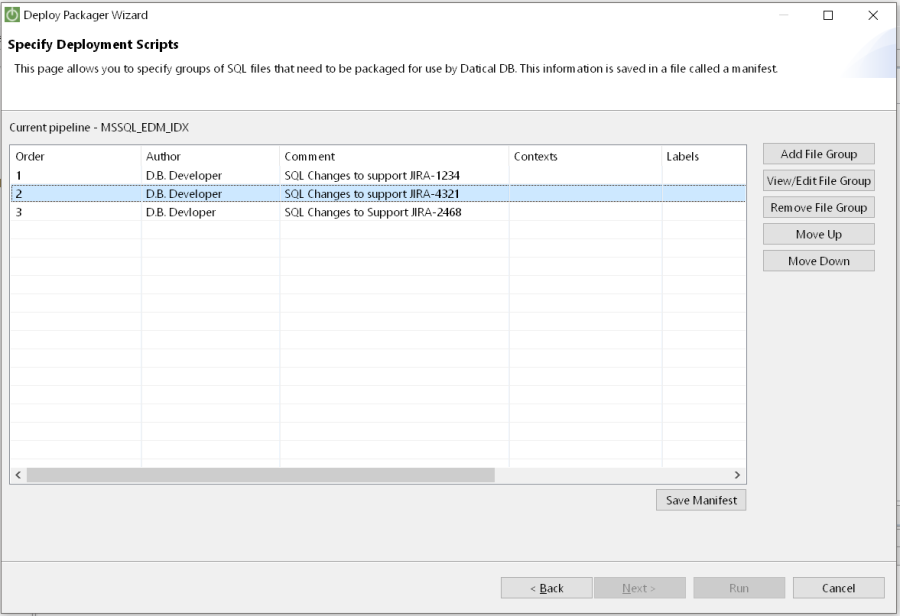 Deploy Packager Wizard
Specify Deployment Scripts
This page allows you to specify groups of SQL files that need to be packaged for use by Datical DB. This information is saved in a file called a manifest.
Current pipeline - MSSQL_EDM_IDX
Order Author Comment Contexts Labels
1 D.B. Developer SQL Changes to support JIRA-1234
2 D.B. Developer SQL Changes to support JIRA-4321
3 D.B. Devloper SQL Changes to Support JIRA-2468
Add File Group
View/Edit File Group
Remove File Group
Move Up
Move Down
Save Manifest
< Back Next > Run Cancel